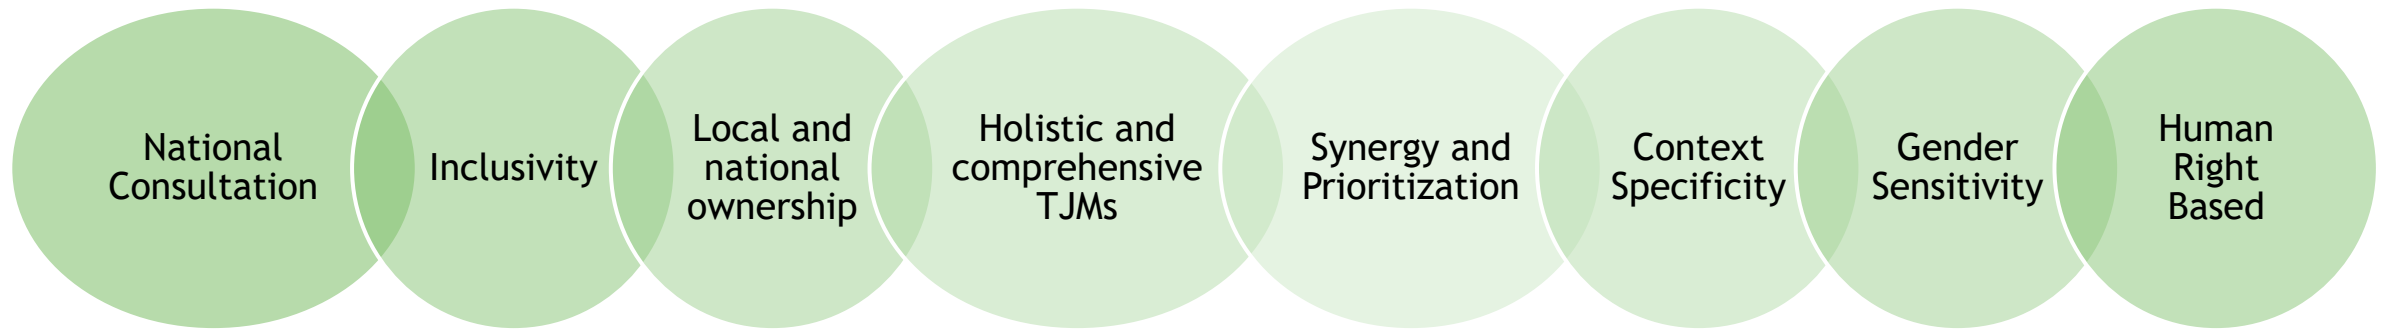 National
Consultation
Inclusivity
Local and
national
ownership
Holistic and
comprehensive
TJMs
Synergy and
Prioritization
Context
Specificity
Gender
Sensitivity
Human
Right
Based